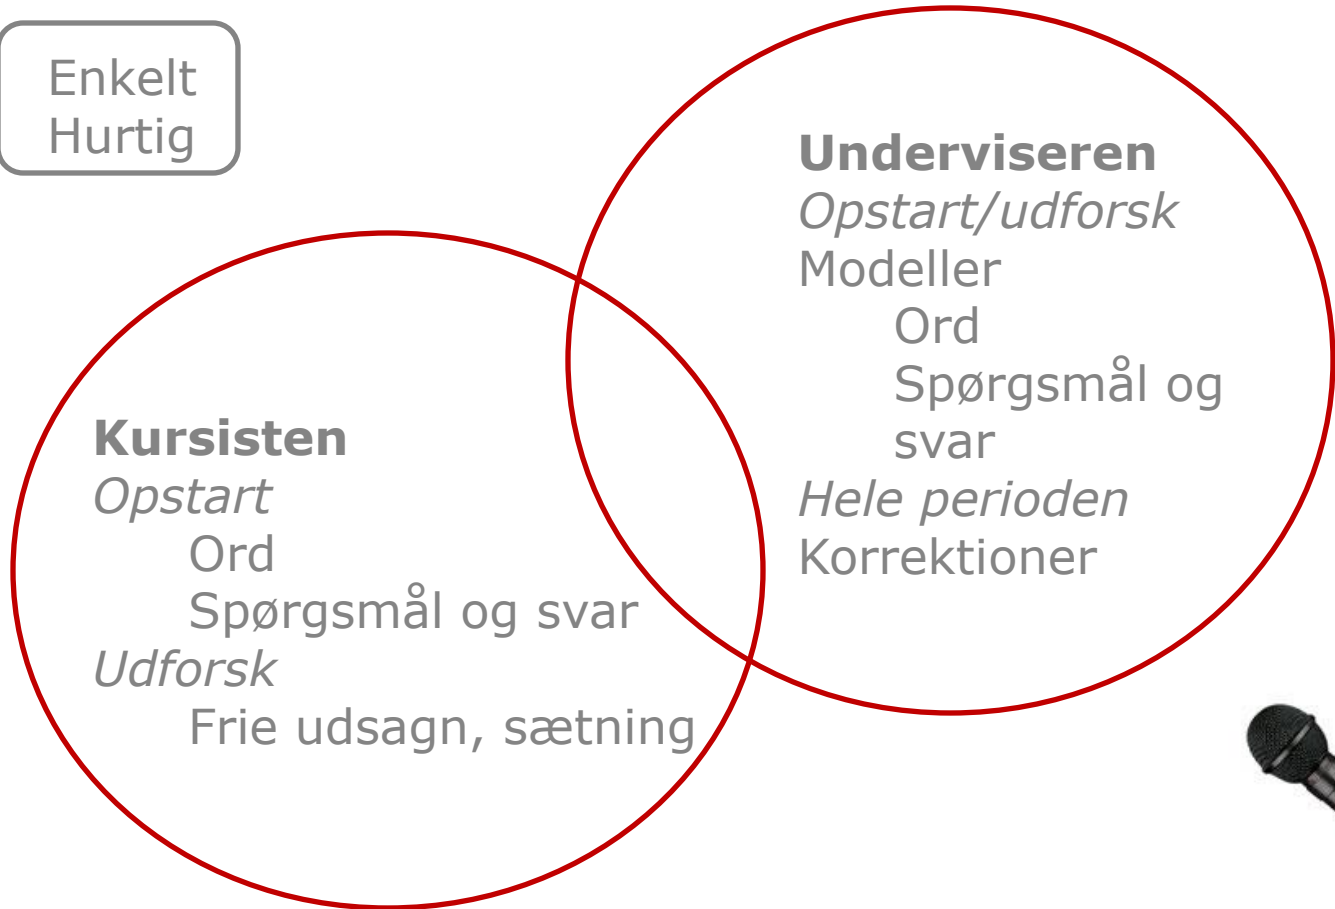 Enkelt
Hurtig
Underviseren
Opstart/udforsk
Modeller
Ord
Spørgsmål og
svar
Hele perioden
Korrektioner
Kursisten
Opstart
Ord
Spørgsmål og svar
Udforsk
Frie udsagn, sætning